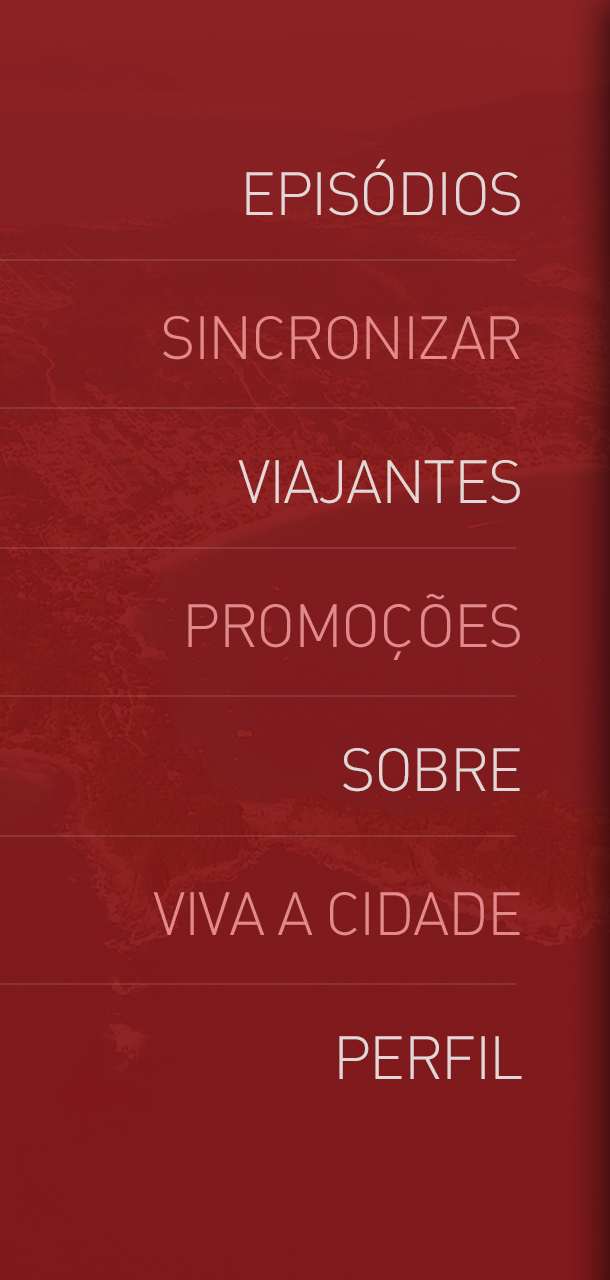 EPISÓDIOS
SINCRONIZAR
VIAJANTES
PROMOÇÕES
SOBRE
VIVA A CIDADE
PERFIL